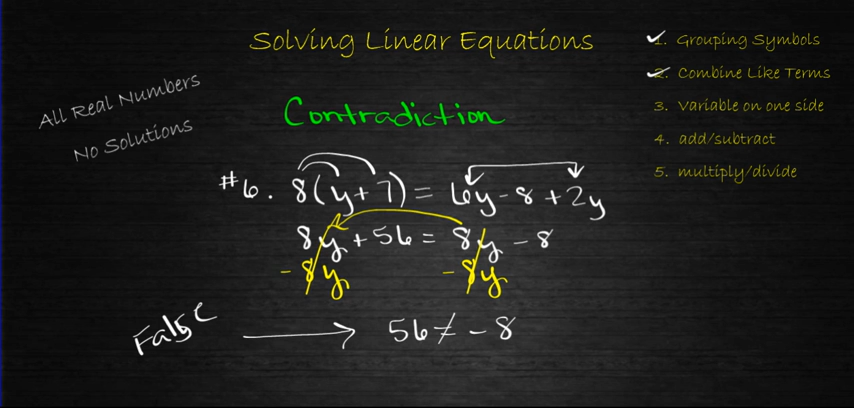 Solving Linear Equations
1. Grouping Symbols
2. Combine Like Terms
3. Variable on one side
4. add/subtract
5. multiply/divide
All Real Numbers
No Solutions
Contradiction
#6. 8(y+7) = 6y - 8 + 2y
8y + 56 = 8y - 8
- 8y - 8y
False 56 ≠ - 8